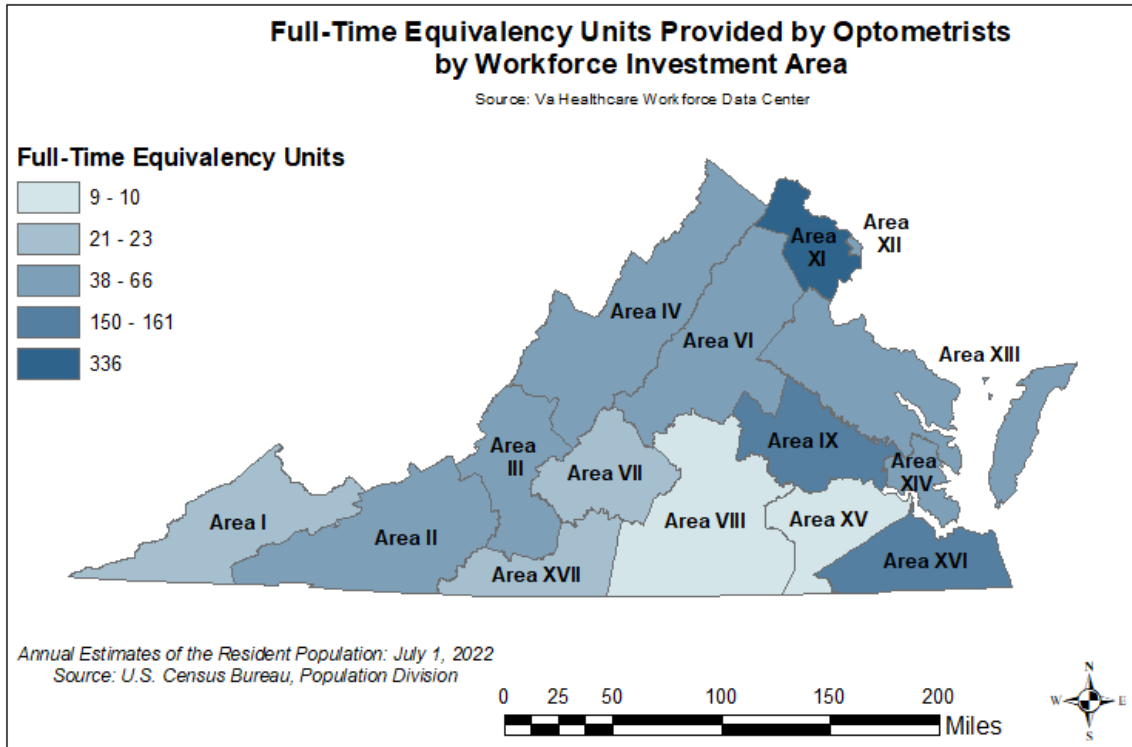 Full-Time Equivalency Units Provided by Optometrists
by Workforce Investment Area
Source: Va Healthcare Workforce Data Center
Full-Time Equivalency Units
9 - 10
21 - 23
38 - 66
150 - 161
336
Area
XI
Area
XII
Area IV
Area VI
Area XIII
Area
III
Area VII
Area IX
Area
XIV
Area I
Area II
Area VIII
Area XV
Area XVII
Area XVI
Annual Estimates of the Resident Population: July 1, 2022
Source: U.S. Census Bureau, Population Division
0 25 50 100 150 200
Miles
N
W E
S